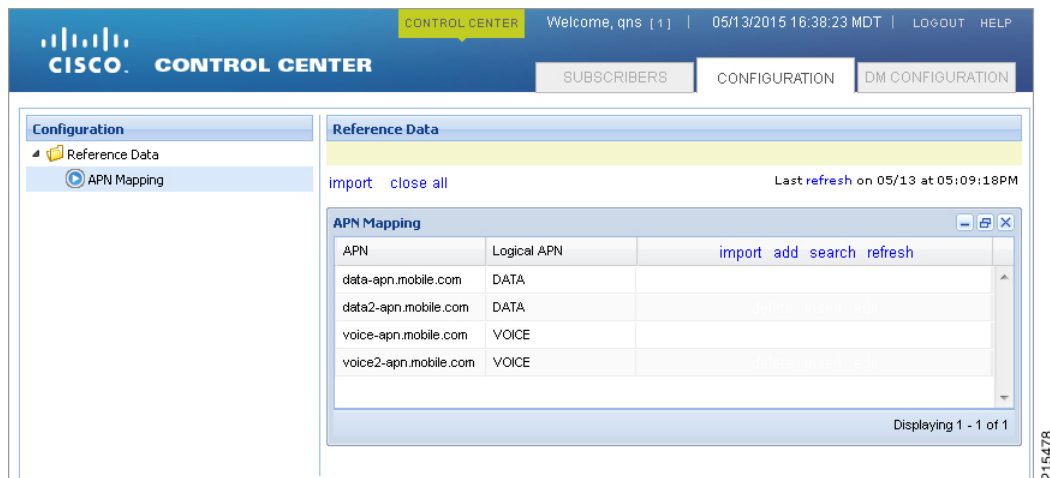 CONTROL CENTER Welcome, qns [1] | 05/13/2015 16:38:23 MDT | LOGOUT HELP
CISCO. CONTROL CENTER
SUBSCRIBERS CONFIGURATION DM CONFIGURATION
Configuration
Reference Data
APN Mapping
Reference Data
import close all Last refresh on 05/13 at 05:09:18PM
APN Mapping
APN Logical APN import add search refresh
data-apn.mobile.com DATA
data2-apn.mobile.com DATA
voice-apn.mobile.com VOICE
voice2-apn.mobile.com VOICE
Displaying 1 - 1 of 1